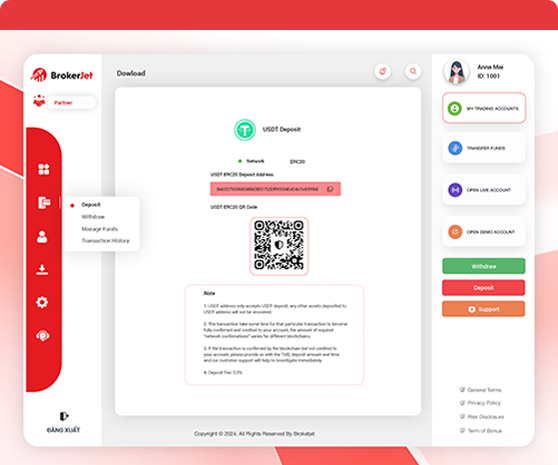 BrokerJet
Dowload
Anna Mai
ID: 1001
Partner
MY TRADING ACCOUNTS
USDT Deposit
TRANSFER FUNDS
Network
ERC20
USDT ERC20 Deposit Address
OPEN LIVE ACCOUNT
Deposit
Withdraw
Manage Funds
Transaction History
USDT ERC20 QR Code
OPEN DEMO ACCOUNT
Withdraw
Deposit
Support
Note
1: USDT address only accepts USDT deposit, any other assets deposited to
USDT address will not be recovered.
2: The transaction take some time for that particular transaction to become
fully confirmed and credited to your account, the amount of required
"network confirmations" varies for different blockchains.
3: If the transaction is confirmed by the blockchain but not credited to
your account, please provide us with the TxID, deposit amount and time
and our customer support will help to investigate immediately.
4: Deposit Fee 0.5%
General Terms
Privacy Policy
Risk Disclosure
Term of Bonus
ĐĂNG XUẤT
Copyright © 2024. All Rights Reserved By Brokerjet